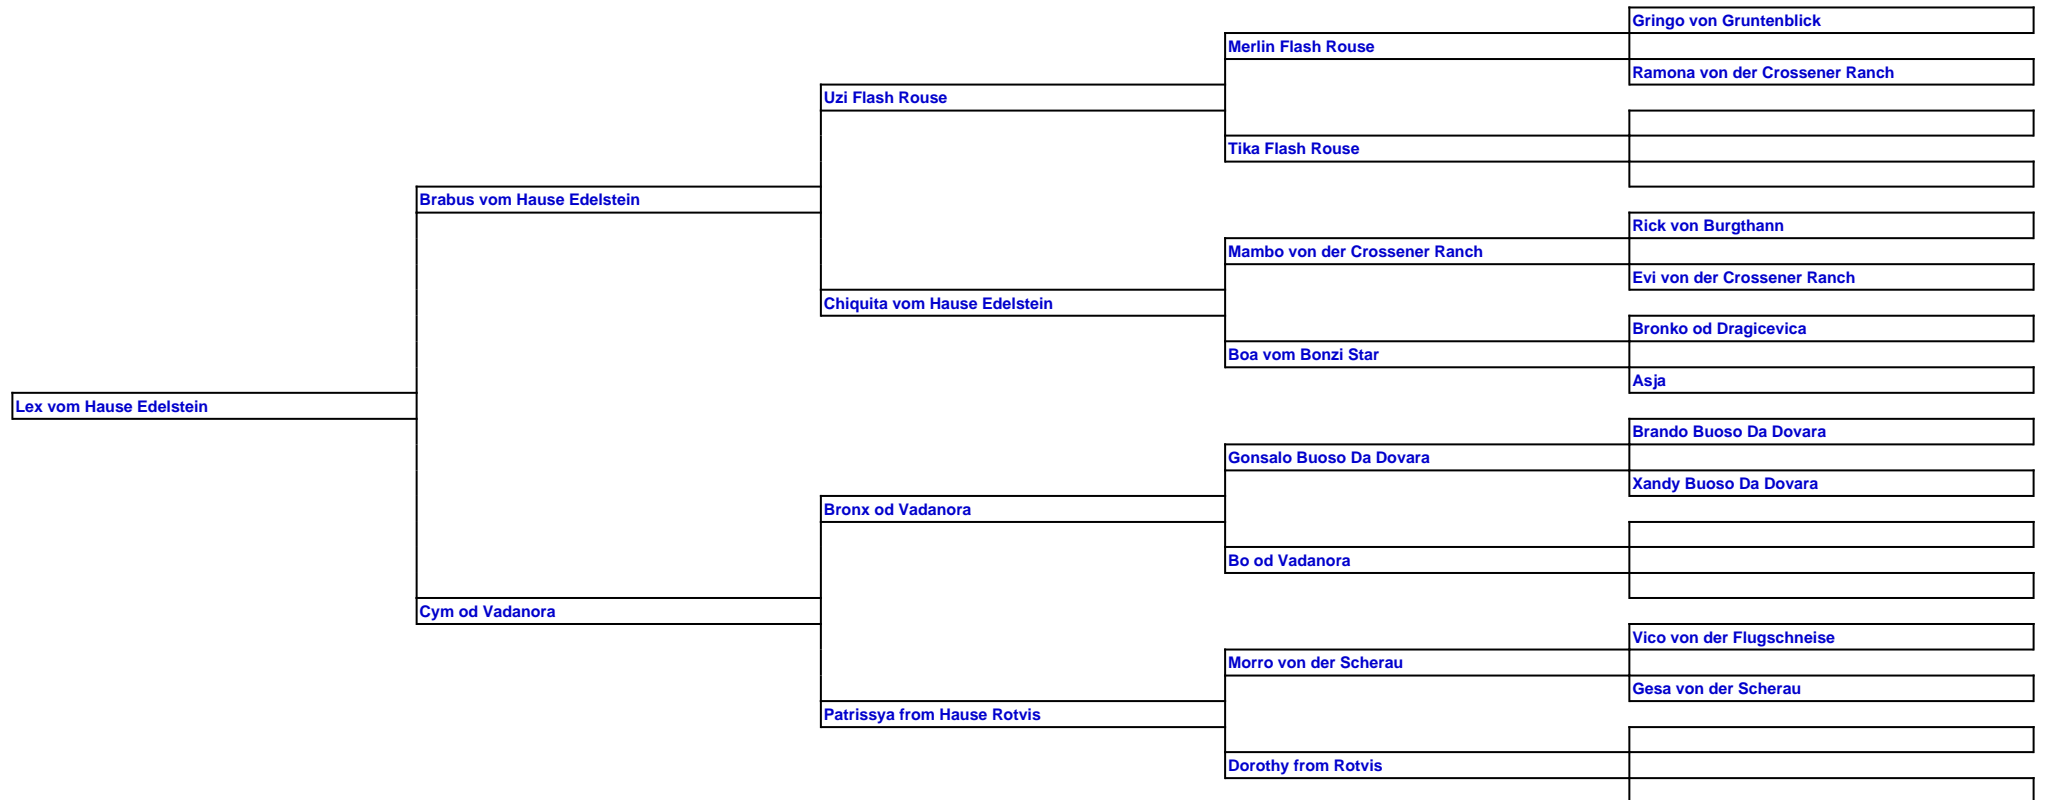 Gringo von Gruntenblick
Merlin Flash Rouse
Ramona von der Crossener Ranch
Uzi Flash Rouse
Tika Flash Rouse
Brabus vom Hause Edelstein
Rick von Burgthann
Mambo von der Crossener Ranch
Evi von der Crossener Ranch
Chiquita vom Hause Edelstein
Bronko od Dragicevica
Boa vom Bonzi Star
Asja
Lex vom Hause Edelstein
Brando Buoso Da Dovara
Gonsalo Buoso Da Dovara
Xandy Buoso Da Dovara
Bronx od Vadanora
Bo od Vadanora
Cym od Vadanora
Vico von der Flugschneise
Morro von der Scherau
Gesa von der Scherau
Patrissya from Hause Rotvis
Dorothy from Rotvis